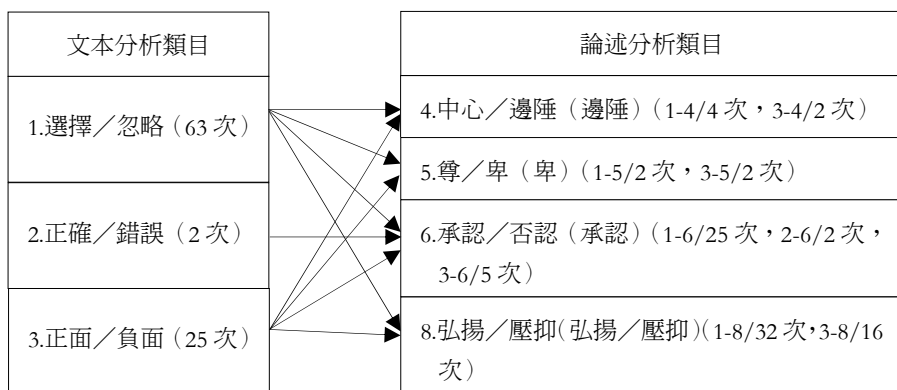 文本分析類目
1.選擇／忽略（63 次）
2.正確／錯誤（2 次）
3.正面／負面（25 次）
論述分析類目
4.中心／邊陲（邊陲）（1-4/4 次，3-4/2 次）
5.尊／卑（卑）（1-5/2 次，3-5/2 次）
6.承認／否認（承認）（1-6/25 次，2-6/2 次，
3-6/5 次）
8.弘揚／壓抑（弘揚／壓抑）（1-8/32 次，3-8/16
次）